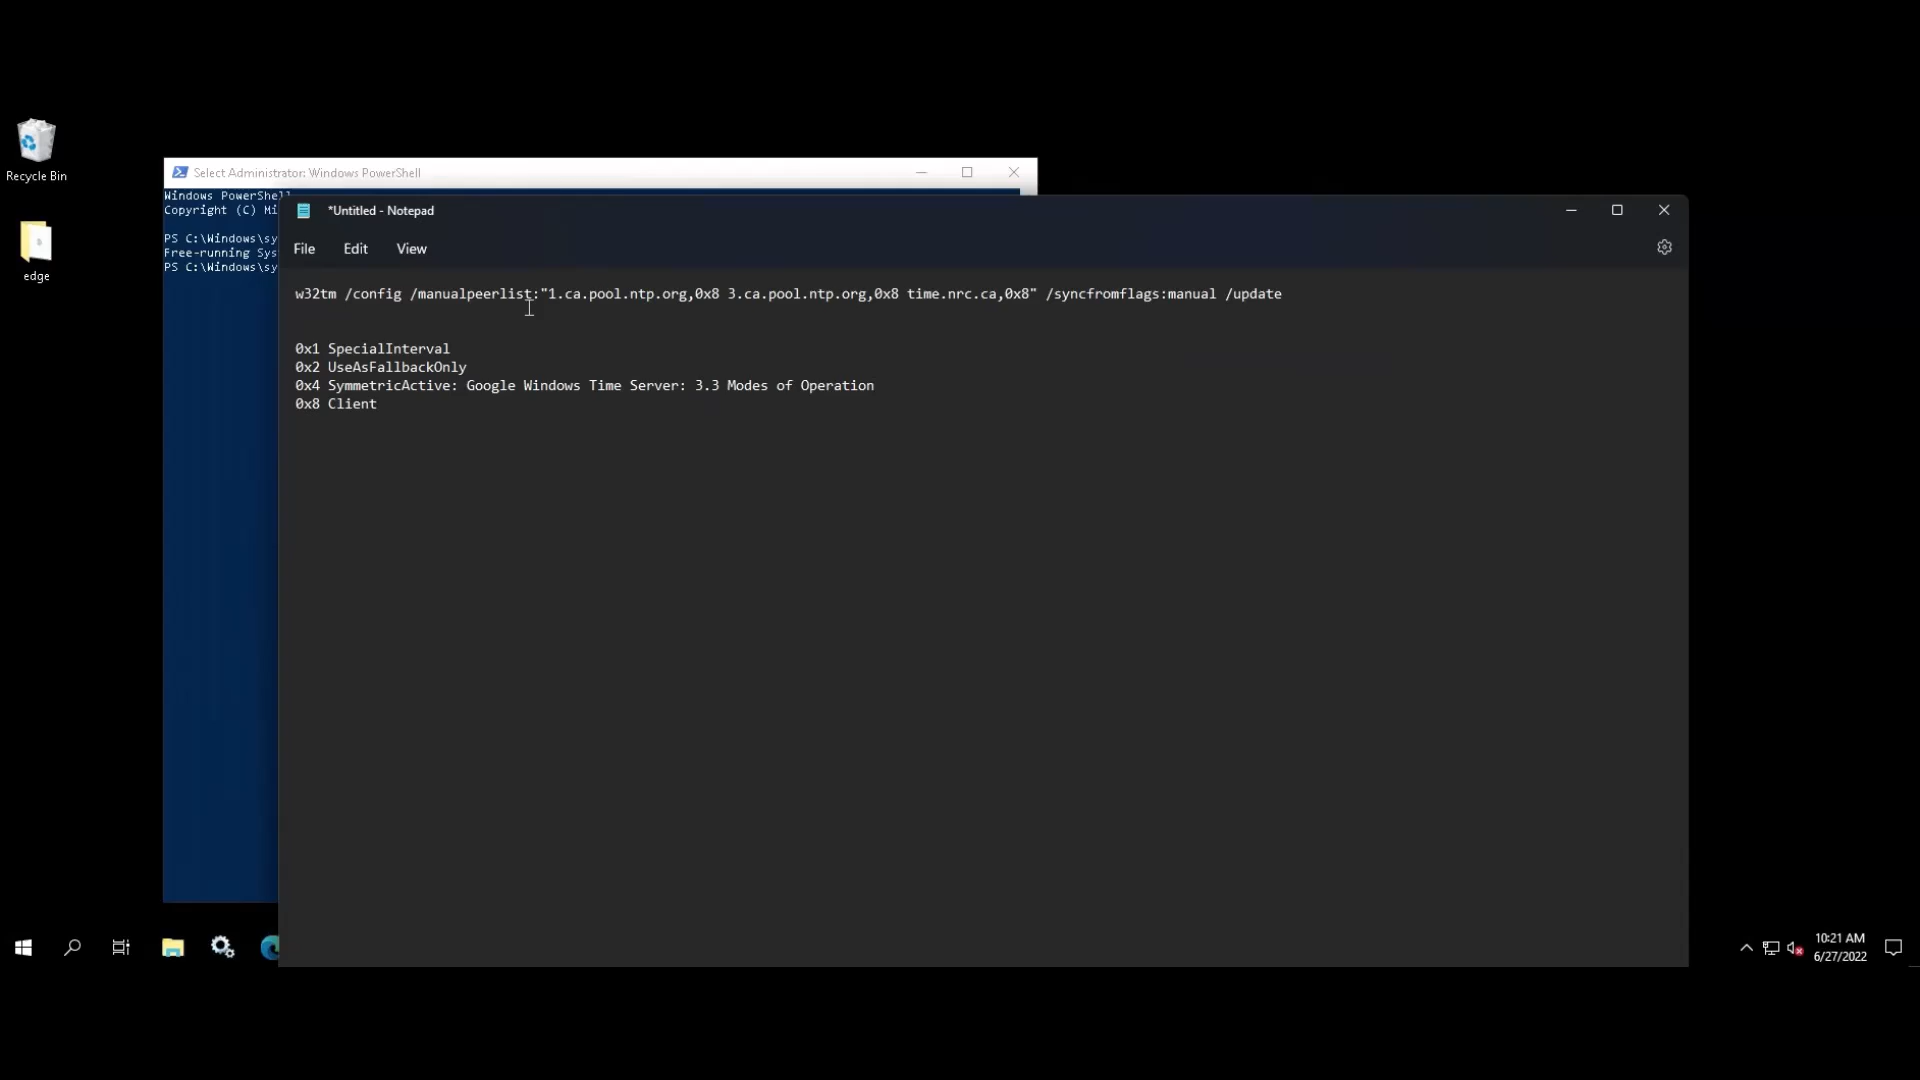 Recycle Bin
edge
Select Administrator: Windows PowerShell
Windows PowerShell
Copyright (C) Mi
PS C:\Windows\sy
Free-running Sys
PS C:\Windows\sy
*Untitled - Notepad
File Edit View
w32tm /config /manualpeerlist:"1.ca.pool.ntp.org,0x8 3.ca.pool.ntp.org,0x8 time.nrc.ca,0x8" /syncfromflags:manual /update
0x1 SpecialInterval
0x2 UseAsFallbackOnly
0x4 SymmetricActive: Google Windows Time Server: 3.3 Modes of Operation
0x8 Client
10:21 AM
6/27/2022